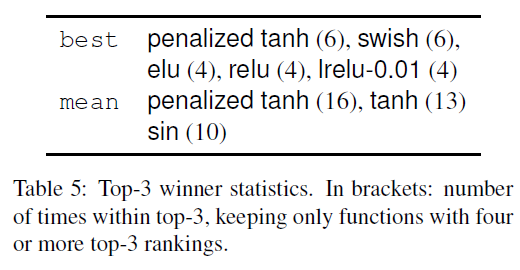 best penalized tanh (6), swish (6),
elu (4), relu (4), lrelu-0.01 (4)
mean penalized tanh (16), tanh (13)
sin (10)
Table 5: Top-3 winner statistics. In brackets: number
of times within top-3, keeping only functions with four
or more top-3 rankings.